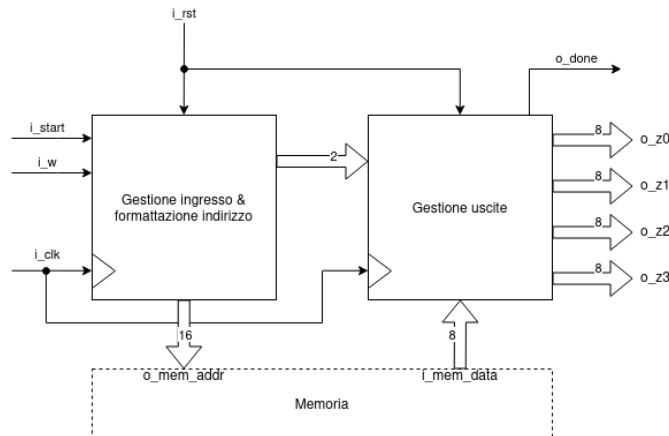 i_rst
o_done
i_start
i_w
i_clk
Gestione ingresso &
formattazione indirizzo
2
Gestione uscite
8
o_z0
8
o_z1
8
o_z2
8
o_z3
16
8
o_mem_addr
i_mem_data
Memoria